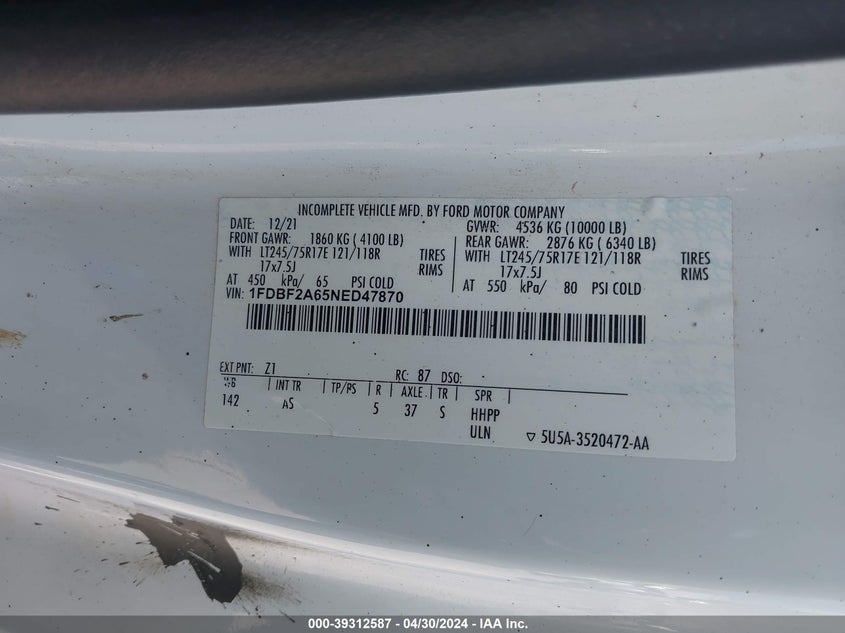 INCOMPLETE VEHICLE MFD. BY FORD MOTOR COMPANY
DATE: 12/21 GVWR: 4536 KG (10000 LB)
FRONT GAWR: 1860 KG (4100 LB) REAR GAWR: 2876 KG ( 6340 LB)
WITH LT245/75R17E 121/118R TIRES WITH LT245/75R17E 121/118R TIRES
17x7.5J RIMS 17x7.5J RIMS
AT 450 kPa/ 65 PSI COLD AT 550 kPa/ 80 PSI COLD
VIN: 1FDBF2A65NED47870
EXT PNT: Z1 RC: 87 DSO:
WB | INT TR | TP/PS | R | AXLE | TR | SPR |
142 AS 5 37 S HHPP
ULN ▽ 5U5A-3520472-AA
000-39312587 - 04/30/2024 - IAA Inc.